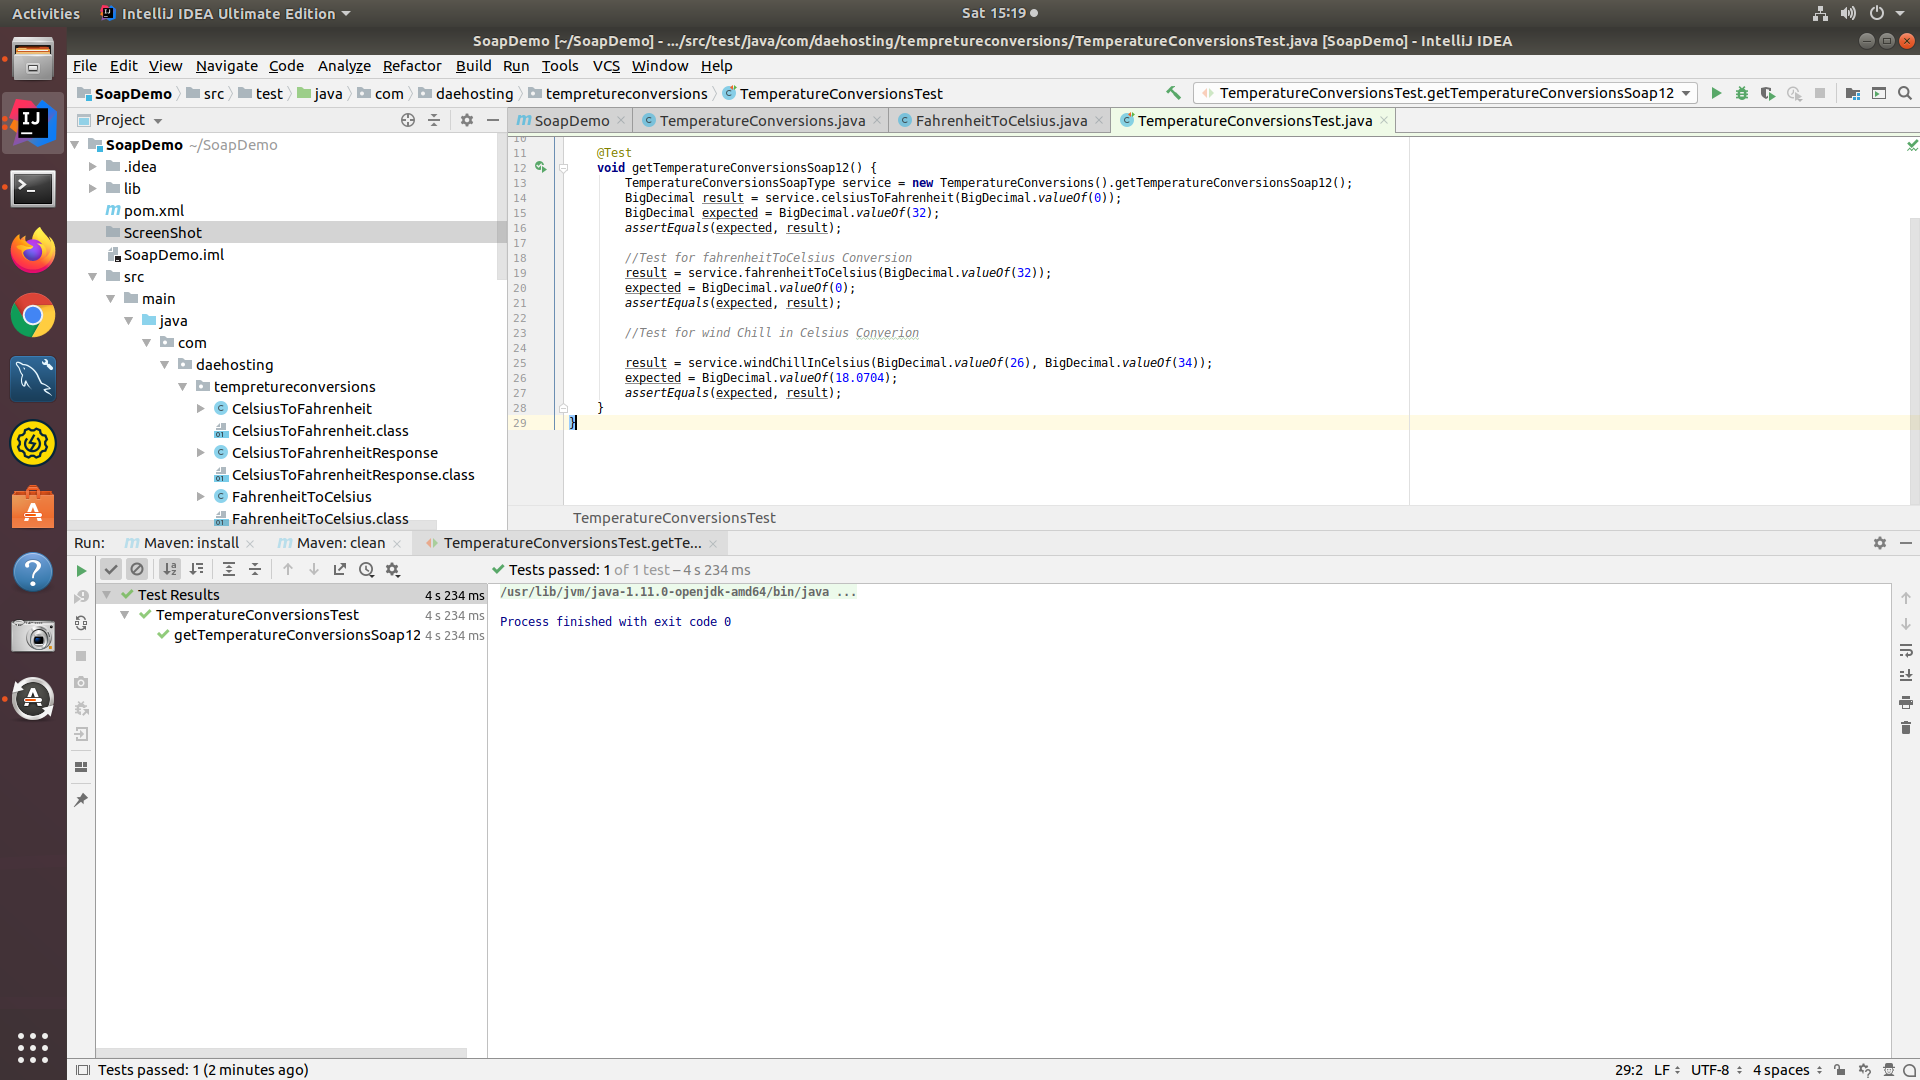 Activities
IntelliJ IDEA Ultimate Edition
Sat 15:19
SoapDemo [~/SoapDemo] - .../src/test/java/com/daehosting/tempretureconversions/TemperatureConversionsTest.java [SoapDemo] - IntelliJ IDEA
File Edit View Navigate Code Analyze Refactor Build Run Tools VCS Window Help
SoapDemo src test java com daehosting tempretureconversions TemperatureConversionsTest
TemperatureConversionsTest.getTemperatureConversionsSoap12
Project
SoapDemo TemperatureConversions.java FahrenheitToCelsius.java TemperatureConversionsTest.java
SoapDemo ~/SoapDemo
.idea
lib
pom.xml
ScreenShot
SoapDemo.iml
src
main
java
com
daehosting
tempretureconversions
CelsiusToFahrenheit
CelsiusToFahrenheit.class
CelsiusToFahrenheitResponse
CelsiusToFahrenheitResponse.class
FahrenheitToCelsius
FahrenheitToCelsius.class
10
11 @Test
12 void getTemperatureConversionsSoap12() {
13 TemperatureConversionsSoapType service = new TemperatureConversions().getTemperatureConversionsSoap12();
14 BigDecimal result = service.celsiusToFahrenheit(BigDecimal.valueOf(0));
15 BigDecimal expected = BigDecimal.valueOf(32);
16 assertEquals(expected, result);
17
18 //Test for fahrenheitToCelsius Conversion
19 result = service.fahrenheitToCelsius(BigDecimal.valueOf(32));
20 expected = BigDecimal.valueOf(0);
21 assertEquals(expected, result);
22
23 //Test for wind Chill in Celsius Converion
24
25 result = service.windChillInCelsius(BigDecimal.valueOf(26), BigDecimal.valueOf(34));
26 expected = BigDecimal.valueOf(18.0704);
27 assertEquals(expected, result);
28 }
29 }
TemperatureConversionsTest
Run: Maven: install Maven: clean TemperatureConversionsTest.getTe...
Tests passed: 1 of 1 test – 4 s 234 ms
Test Results 4 s 234 ms
TemperatureConversionsTest 4 s 234 ms
getTemperatureConversionsSoap12 4 s 234 ms
/usr/lib/jvm/java-1.11.0-openjdk-amd64/bin/java ...
Process finished with exit code 0
Tests passed: 1 (2 minutes ago)
29:2 LF UTF-8 4 spaces